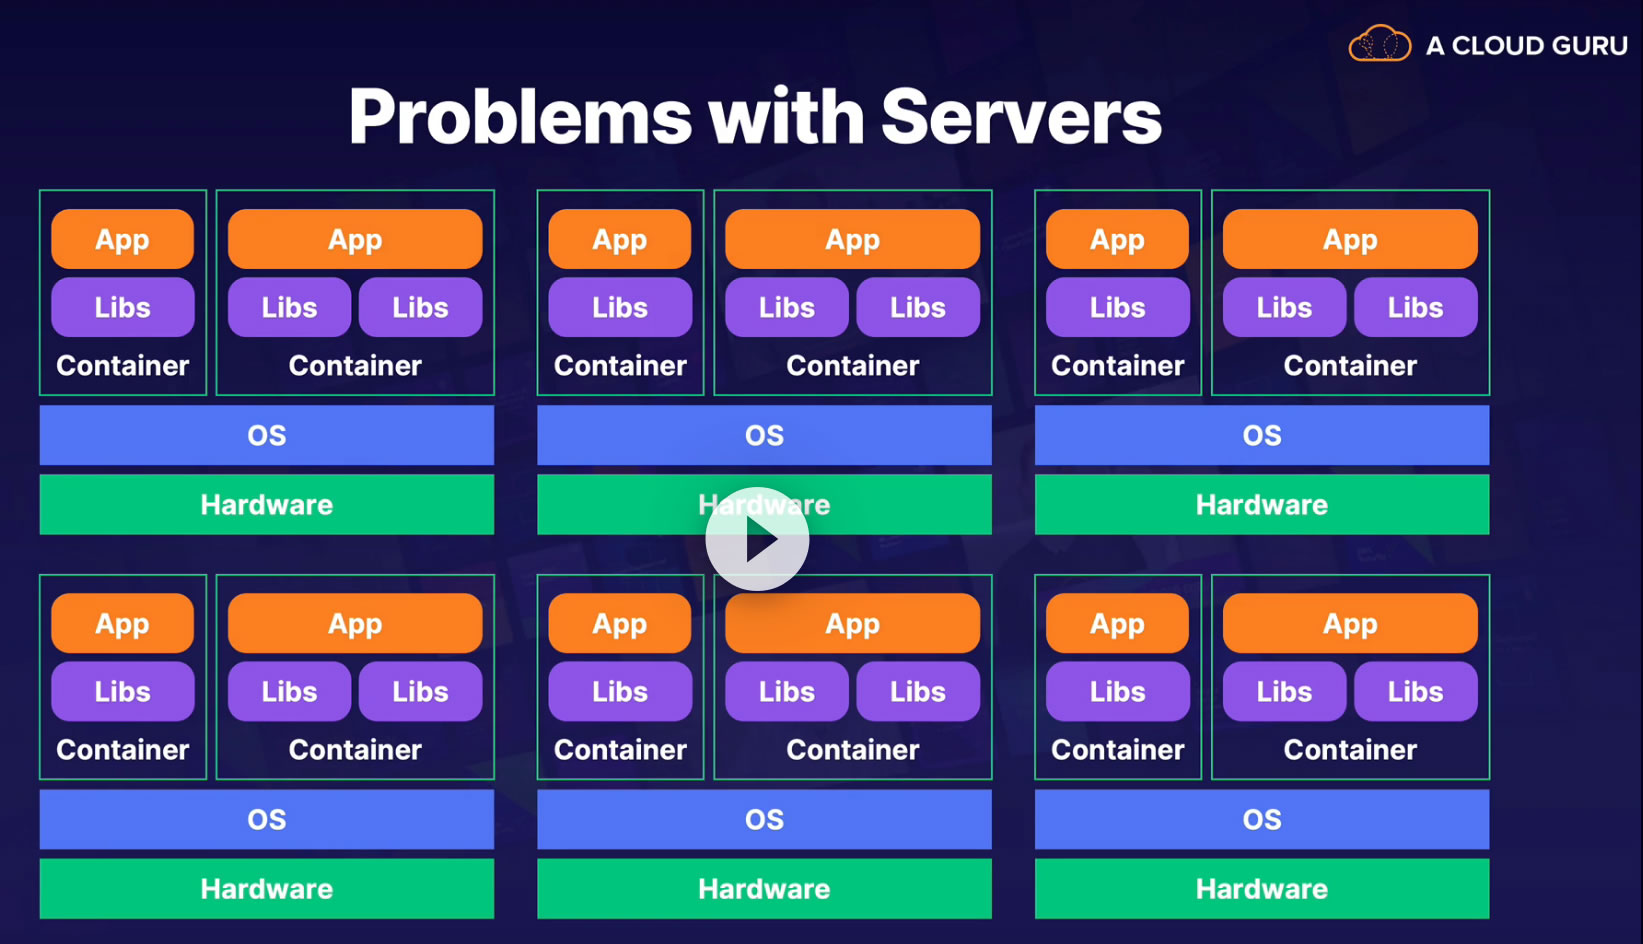 A CLOUD GURU
Problems with Servers
App App App App App App
Libs Libs Libs Libs Libs Libs Libs Libs Libs
Container Container Container Container Container Container
OS OS OS
Hardware Hardware Hardware
App App App App App App
Libs Libs Libs Libs Libs Libs Libs Libs Libs
Container Container Container Container Container Container
OS OS OS
Hardware Hardware Hardware